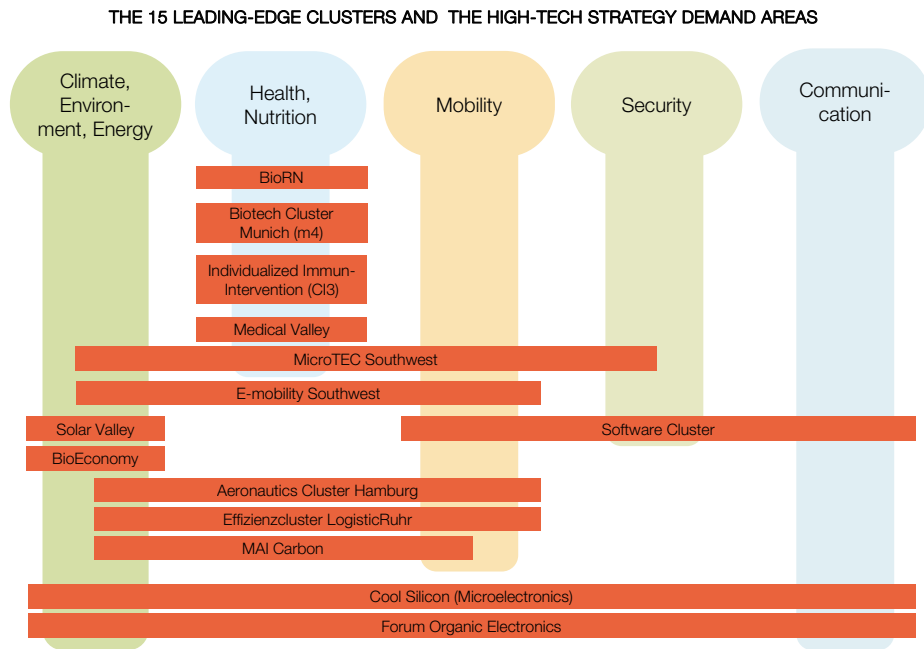 THE 15 LEADING-EDGE CLUSTERS AND THE HIGH-TECH STRATEGY DEMAND AREAS
Climate,
Environ-
ment, Energy
Health,
Nutrition
Mobility
Security
Communi-
cation
BioRN
Biotech Cluster
Munich (m4)
Individualized Immun-
Intervention (CI3)
Medical Valley
MicroTEC Southwest
E-mobility Southwest
Solar Valley
Software Cluster
BioEconomy
Aeronautics Cluster Hamburg
Effizienzcluster LogisticRuhr
MAI Carbon
Cool Silicon (Microelectronics)
Forum Organic Electronics